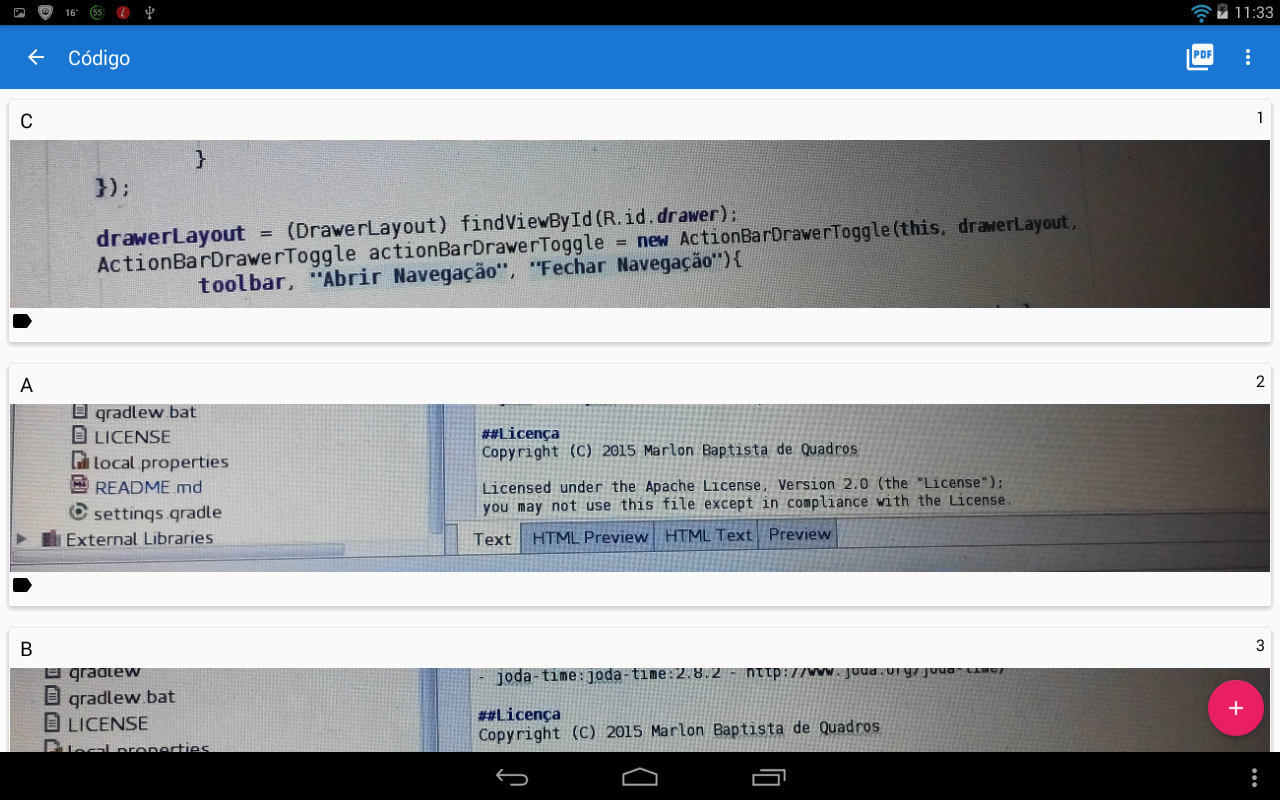 16°
55
11:33
Código
PDF
C
1
}
});
drawerLayout = (DrawerLayout) findViewById(R.id.drawer);
ActionBarDrawerToggle actionBarDrawerToggle = new ActionBarDrawerToggle(this, drawerLayout,
toolbar, "Abrir Navegação", "Fechar Navegação"){
A
2
gradlew.bat
LICENSE
local.properties
README.md
settings.gradle
External Libraries
##Licença
Copyright (C) 2015 Marlon Baptista de Quadros
Licensed under the Apache License, Version 2.0 (the "License");
you may not use this file except in compliance with the License.
Text HTML Preview HTML Text Preview
B
3
gradlew
gradlew.bat
LICENSE
local.properties
- joda-time:joda-time:2.8.2 - http://www.joda.org/joda-time/
##Licença
Copyright (C) 2015 Marlon Baptista de Quadros
+